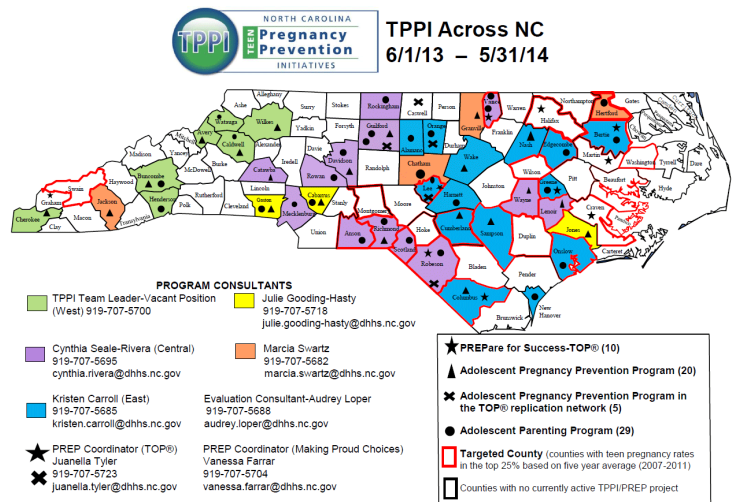 NORTH CAROLINA
TPPI
TEEN
Pregnancy
Prevention
INITIATIVES
TPPI Across NC
6/1/13 – 5/31/14
Alleghany
Ashe
Surry
Stokes
Rockingham
Caswell
Person
Vance
Warren
Northampton
Gates
Hertford
Halifax
Granville
Watauga
Wilkes
Yadkin
Forsyth
Guilford
Alamance
Orange
Durham
Franklin
Bertie
Mitchell
Avery
Caldwell
Alexander
Davie
Iredell
Davidson
Randolph
Chatham
Wake
Nash
Edgecombe
Martin
Washington
Tyrrell
Dare
Madison
Yancey
Burke
McDowell
Catawba
Rowan
Wilson
Pitt
Beaufort
Hyde
Buncombe
Haywood
Swain
Graham
Jackson
Henderson
Rutherford
Polk
Lincoln
Cleveland
Gaston
Cabarrus
Stanly
Montgomery
Moore
Lee
Harnett
Johnston
Greene
Wayne
Lenoir
Craven
Pamlico
Cherokee
Clay
Macon
Transylvania
Mecklenburg
Union
Anson
Richmond
Hoke
Scotland
Cumberland
Sampson
Duplin
Jones
Carteret
Onslow
Robeson
Bladen
Pender
Columbus
New
Hanover
Brunswick
PROGRAM CONSULTANTS
TPPI Team Leader-Vacant Position
(West) 919-707-5700
Julie Gooding-Hasty
919-707-5718
julie.gooding-hasty@dhhs.nc.gov
Cynthia Seale-Rivera (Central)
919-707-5695
cynthia.rivera@dhhs.nc.gov
Marcia Swartz
919-707-5682
marcia.swartz@dhhs.nc.gov
Kristen Carroll (East)
919-707-5685
kristen.carroll@dhhs.nc.gov
Evaluation Consultant-Audrey Loper
919-707-5688
audrey.loper@dhhs.nc.gov
PREP Coordinator (TOP®)
Juanella Tyler
919-707-5723
juanella.tyler@dhhs.nc.gov
PREP Coordinator (Making Proud Choices)
Vanessa Farrar
919-707-5704
vanessa.farrar@dhhs.nc.gov
PREPare for Success-TOP® (10)
Adolescent Pregnancy Prevention Program (20)
Adolescent Pregnancy Prevention Program in
the TOP® replication network (5)
Adolescent Parenting Program (29)
Targeted County (counties with teen pregnancy rates
in the top 25% based on five year average (2007-2011)
Counties with no currently active TPPI/PREP project